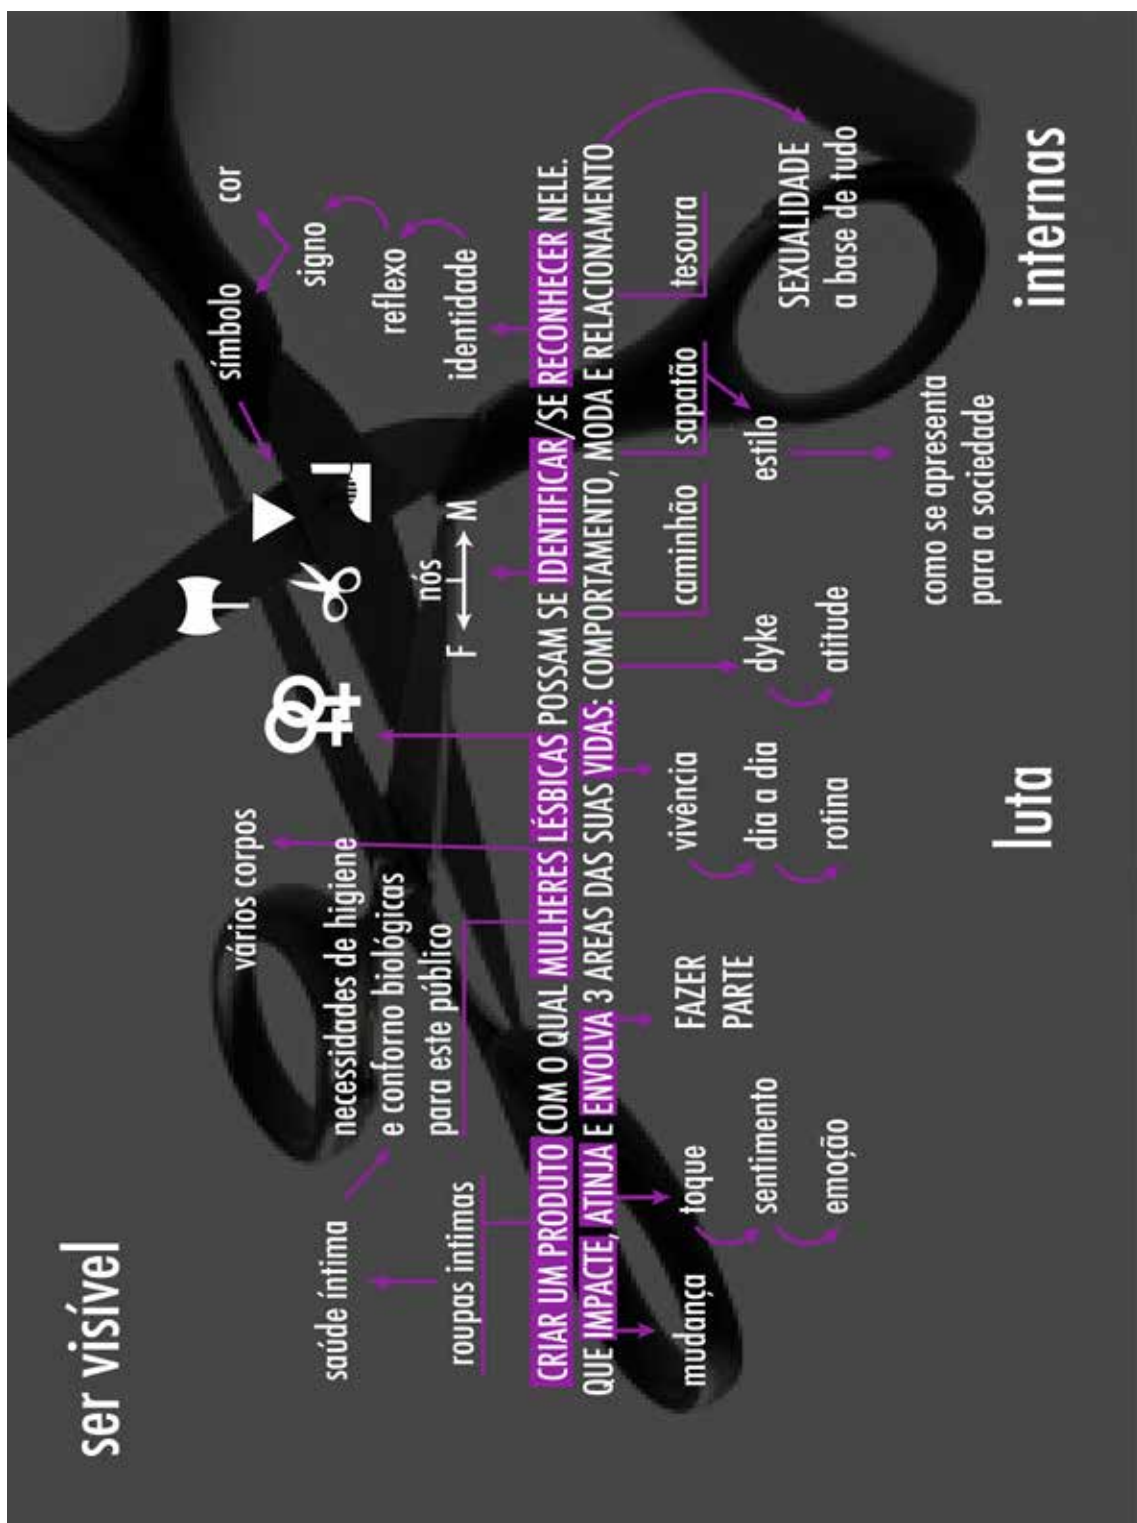 ser visível
vários corpos
símbolo
cor
saúde íntima
necessidades de higiene
e conforno biológicas
para este público
signo
reflexo
roupas intimas
nós
F
M
identidade
CRIAR UM PRODUTO COM O QUAL MULHERES LÉSBICAS POSSAM SE IDENTIFICAR/SE RECONHECER NELE.
QUE IMPACTE, ATINJA E ENVOLVA 3 AREAS DAS SUAS VIDAS: COMPORTAMENTO, MODA E RELACIONAMENTO
mudança
toque
sentimento
emoção
FAZER
PARTE
vivência
dia a dia
rotina
dyke
atitude
caminhão
sapatão
tesoura
estilo
SEXUALIDADE
a base de tudo
como se apresenta
para a sociedade
luta
internas